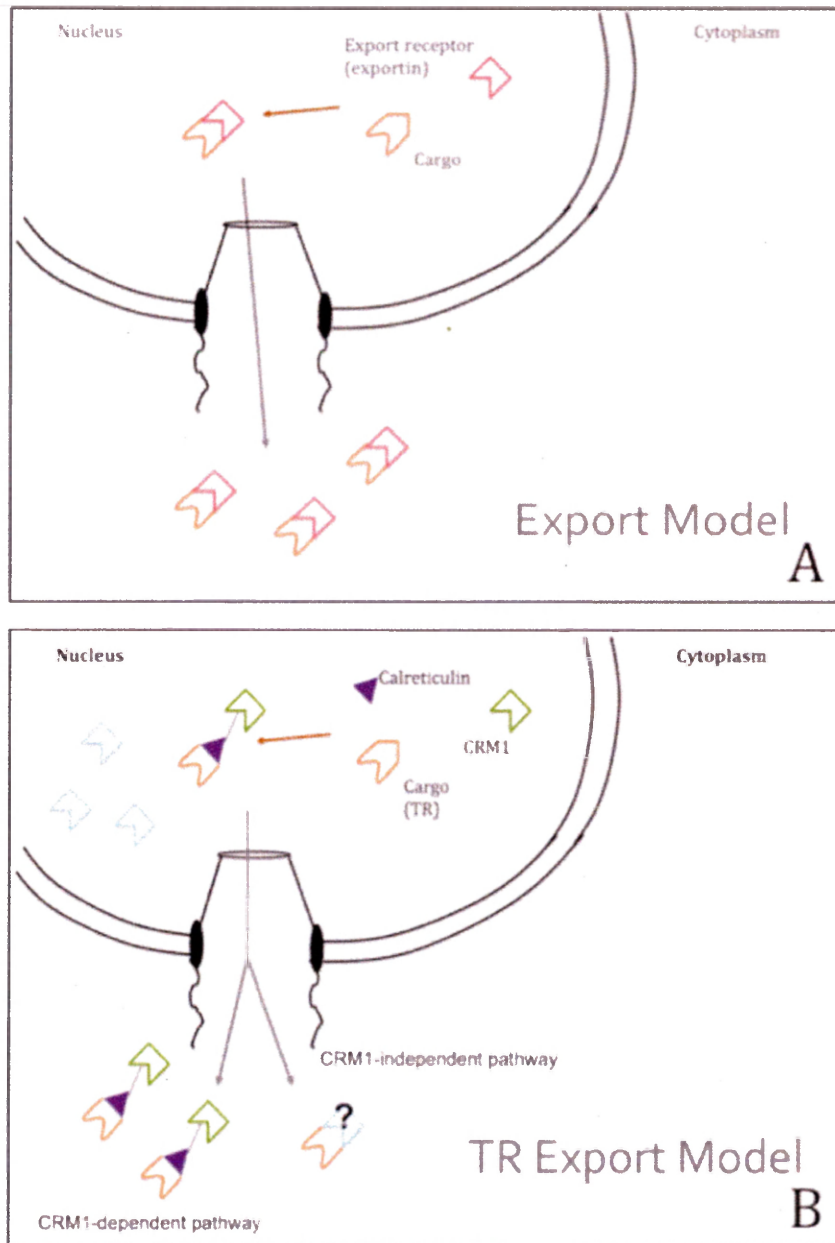 Nucleus
Cytoplasm
Export receptor
(exportin)
Cargo
Export Model
A
Nucleus
Cytoplasm
Calreticulin
CRM1
Cargo
(TR)
CRM1-independent pathway
?
TR Export Model
B
CRM1-dependent pathway